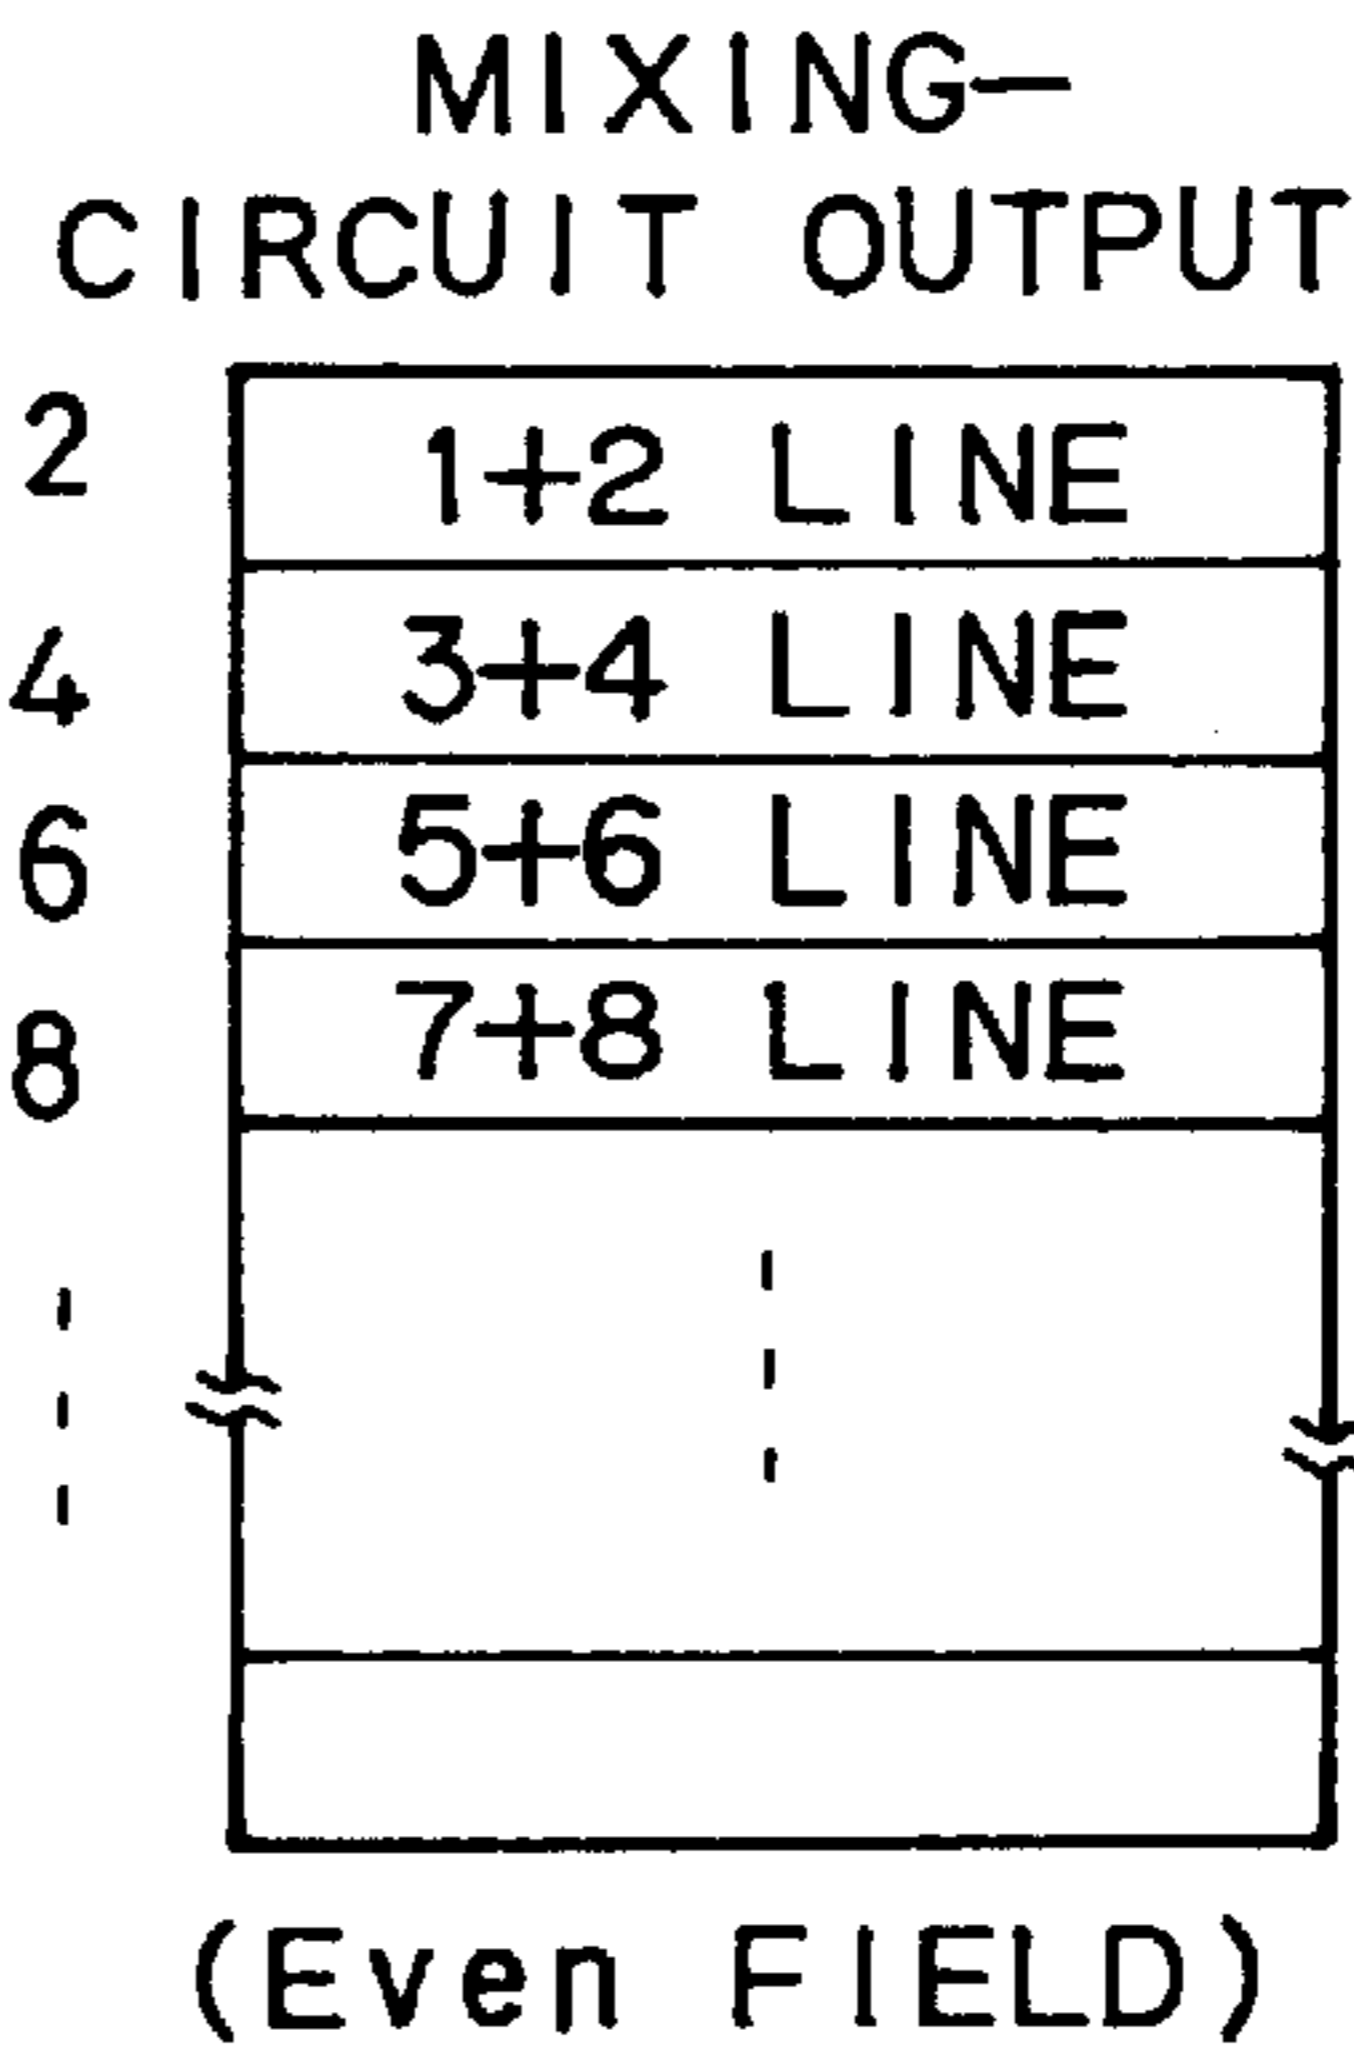 MIXING-
CIRCUIT OUTPUT
2 1+2 LINE
4 3+4 LINE
6 5+6 LINE
8 7+8 LINE
(Even FIELD)